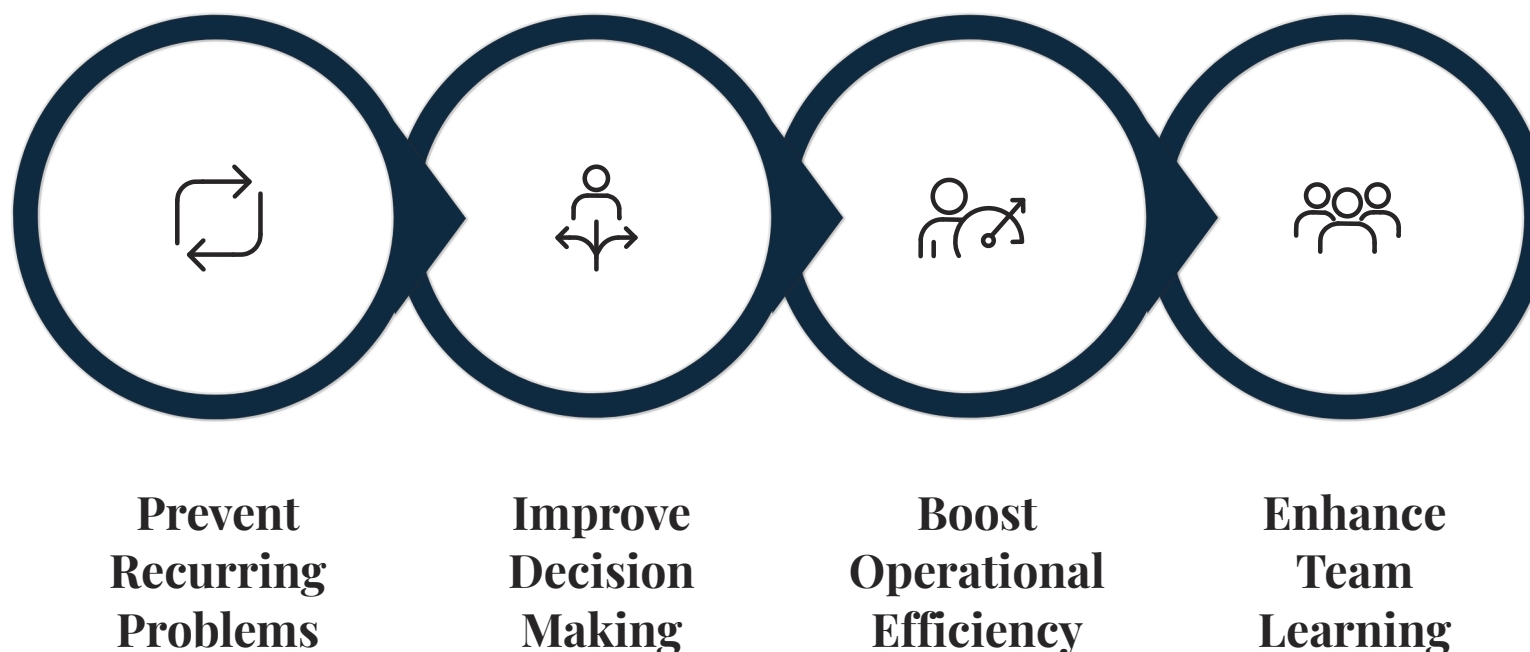 Prevent
Recurring
Problems
Improve
Decision
Making
Boost
Operational
Efficiency
Enhance
Team
Learning